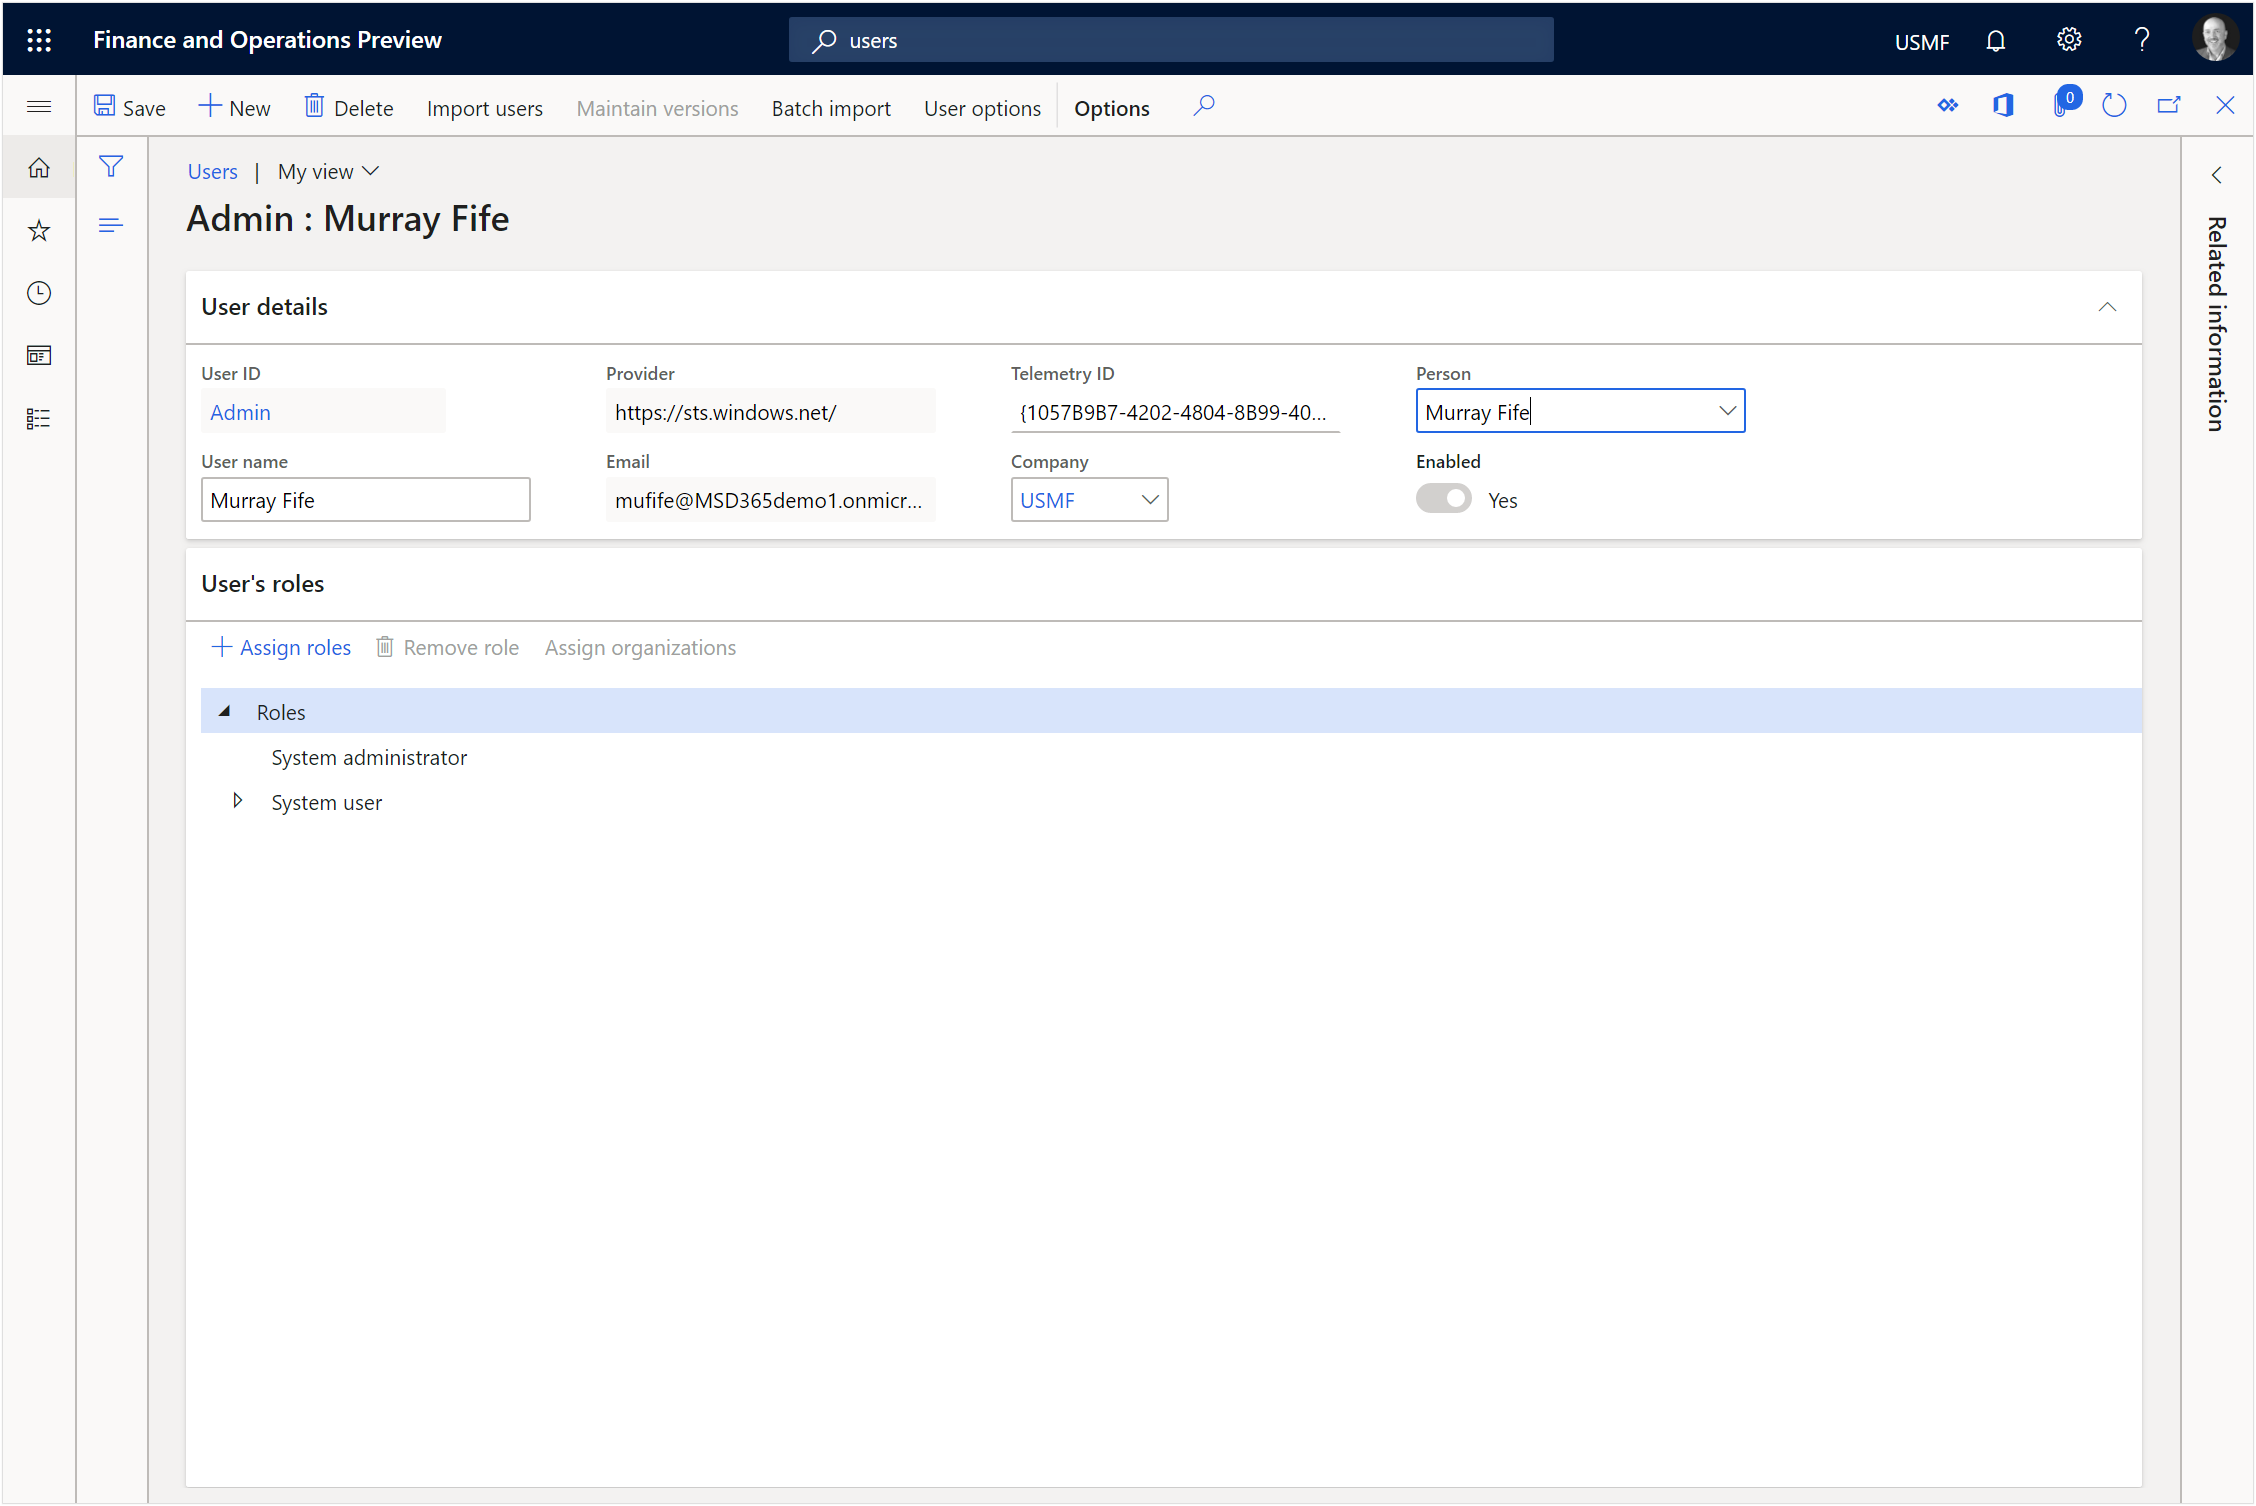 Finance and Operations Preview
users
USMF
?
Save
New
Delete
Import users
Maintain versions
Batch import
User options
Options
0
Users | My view
Admin : Murray Fife
Related information
User details
User ID
Provider
Telemetry ID
Person
Admin
https://sts.windows.net/
{1057B9B7-4202-4804-8B99-40...
Murray Fife
User name
Email
Company
Enabled
Murray Fife
mufife@MSD365demo1.onmicr...
USMF
Yes
User's roles
Assign roles
Remove role
Assign organizations
Roles
System administrator
System user